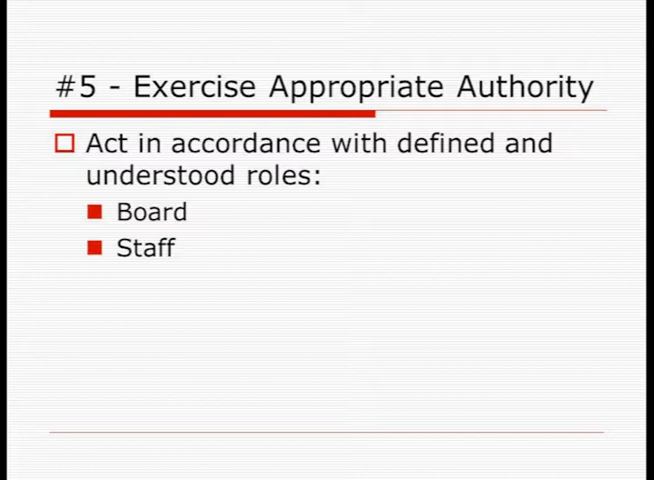 #5 - Exercise Appropriate Authority
Act in accordance with defined and
understood roles:
Board
Staff